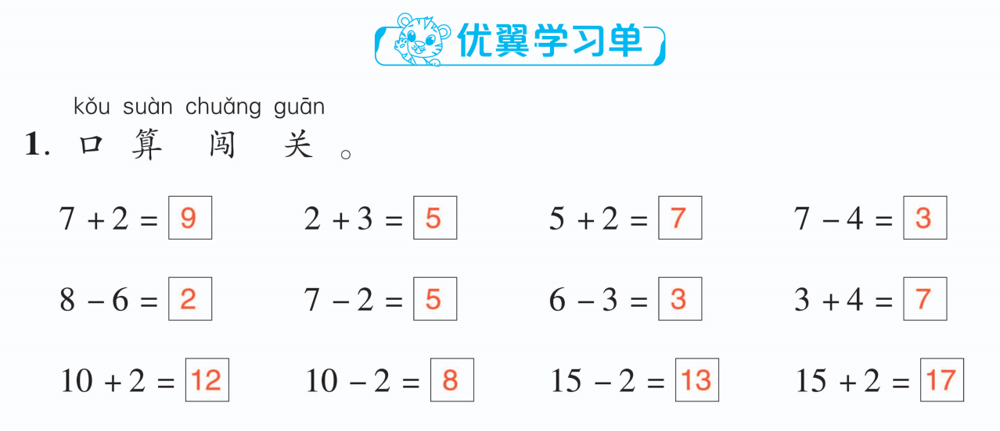 优翼学习单
kǒu suàn chuǎng guān
1. 口算闯关。
7 + 2 = 9 2 + 3 = 5 5 + 2 = 7 7 - 4 = 3
8 - 6 = 2 7 - 2 = 5 6 - 3 = 3 3 + 4 = 7
10 + 2 = 12 10 - 2 = 8 15 - 2 = 13 15 + 2 = 17